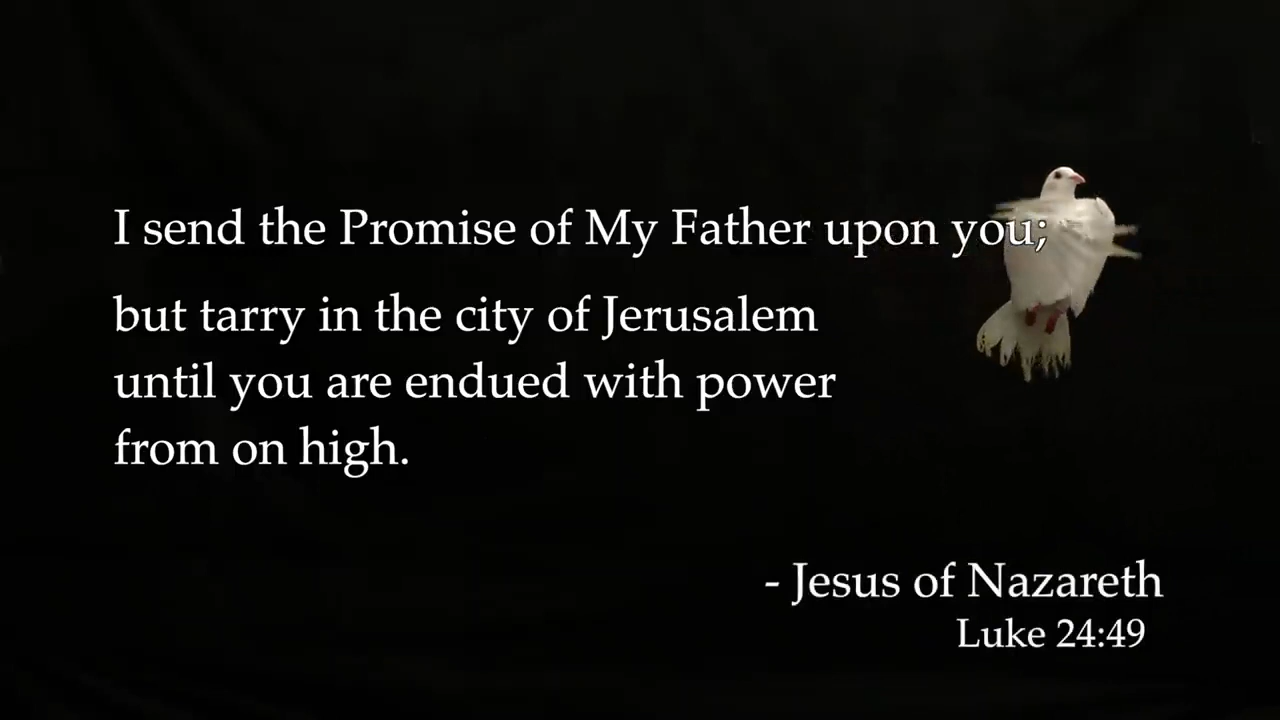 I send the Promise of My Father upon you;
but tarry in the city of Jerusalem
until you are endued with power
from on high.
- Jesus of Nazareth
Luke 24:49